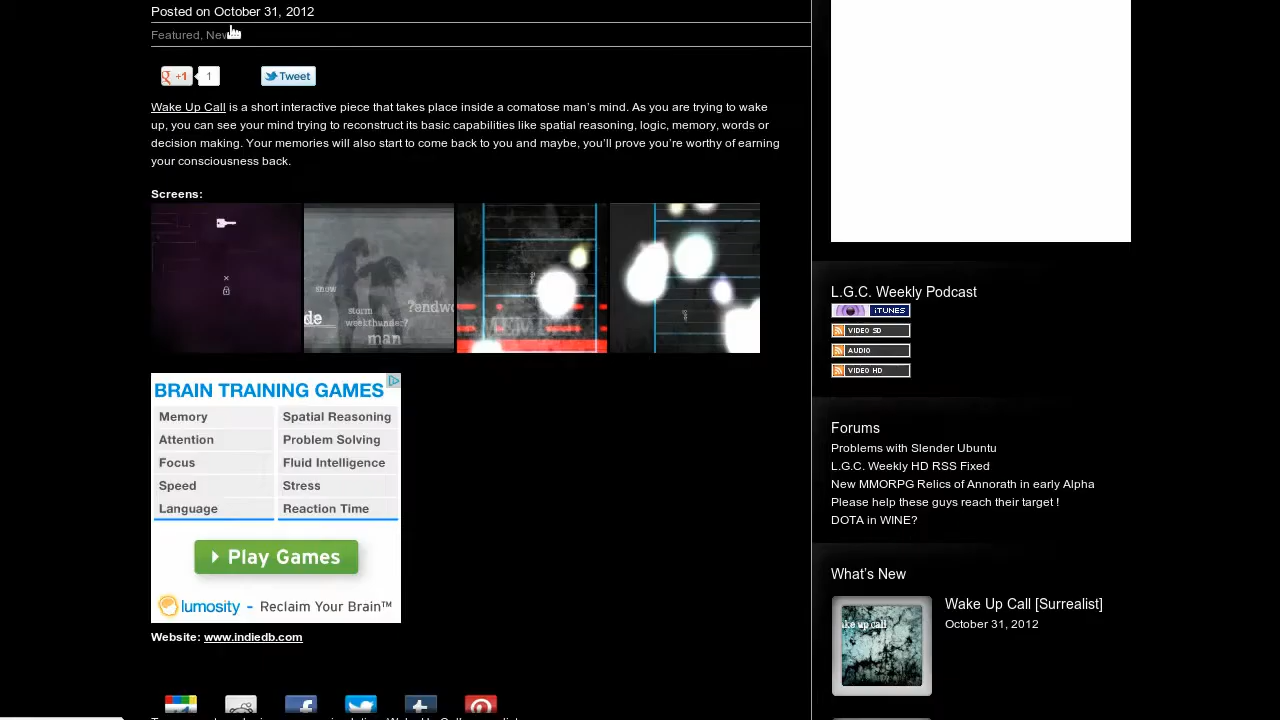 Posted on October 31, 2012
Featured,
+1
1
Tweet
Wake Up Call is a short interactive piece that takes place inside a comatose man's mind. As you are trying to wake
up, you can see your mind trying to reconstruct its basic capabilities like spatial reasoning, logic, memory, words or
decision making. Your memories will also start to come back to you and maybe, you'll prove you're worthy of earning
your consciousness back.
Screens:
snow
storm
man
BRAIN TRAINING GAMES
Memory
Spatial Reasoning
Attention
Problem Solving
Focus
Fluid Intelligence
Speed
Stress
Language
Reaction Time
Play Games
lumosity - Reclaim Your Brain™
Website: www.indiedb.com
L.G.C. Weekly Podcast
iTUNES
VIDEO SD
AUDIO
VIDEO HD
Forums
Problems with Slender Ubuntu
L.G.C. Weekly HD RSS Fixed
New MMORPG Relics of Annorath in early Alpha
Please help these guys reach their target !
DOTA in WINE?
What's New
Wake Up Call [Surrealist]
October 31, 2012